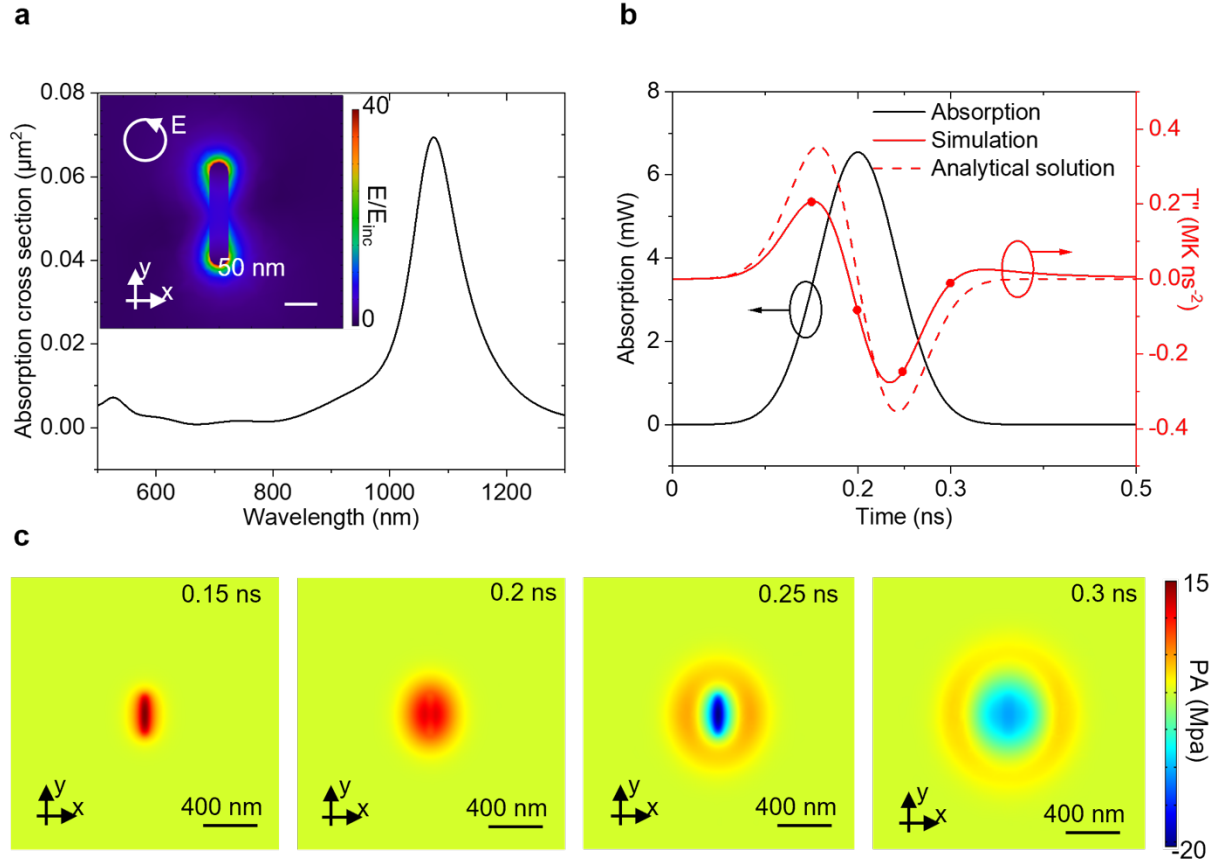 a
0.08
0.06
0.04
0.02
0.00
Absorption cross section (µm²)
600
800
1000
1200
Wavelength (nm)
E
y
x
50 nm
40
E/E_inc
0
b
8
6
4
2
0
Absorption (mW)
Absorption
Simulation
Analytical solution
0.4
0.2
0.0
-0.2
-0.4
T'' (MK ns⁻²)
0
0.2
0.3
0.5
Time (ns)
c
0.15 ns
y
x
400 nm
0.2 ns
y
x
400 nm
0.25 ns
y
x
400 nm
0.3 ns
y
x
400 nm
15
PA (Mpa)
-20